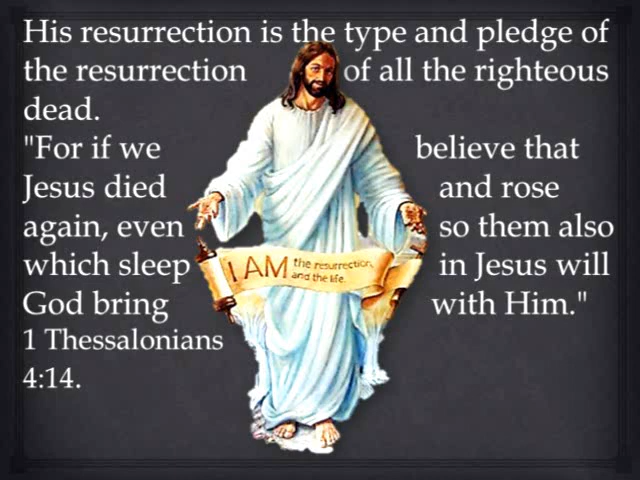 His resurrection is the type and pledge of
the resurrection of all the righteous
dead.
"For if we believe that
Jesus died and rose
again, even so them also
which sleep in Jesus will
God bring with Him."
1 Thessalonians
4:14.
I AM the resurrection,
and the life.